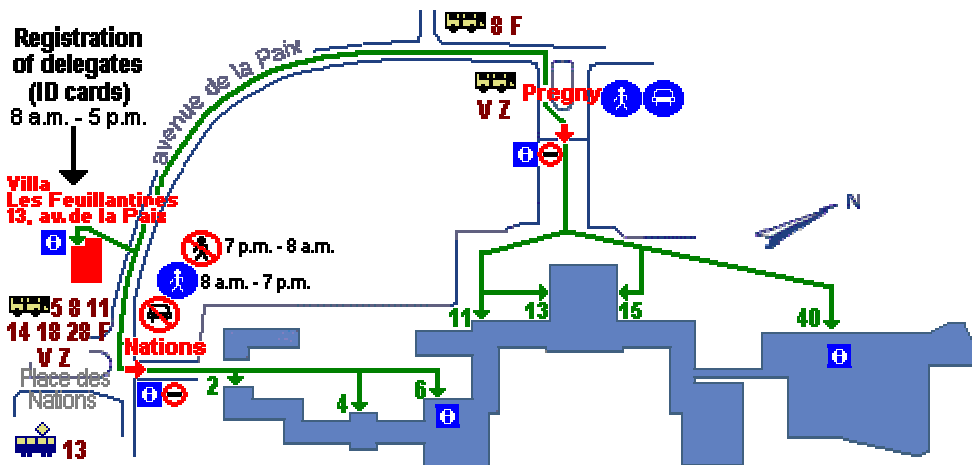 Registration
of delegates
(ID cards)
8 a.m. - 5 p.m.
avenue de la Paix
8 F
V Z
Pregny
N
Villa
Les Feuillantines
13, av. de la Paix
7 p.m. - 8 a.m.
8 a.m. - 7 p.m.
5 8 11
14 18 28 F
V Z
Nations
Place des
Nations
13
2
4
6
11
13
15
40